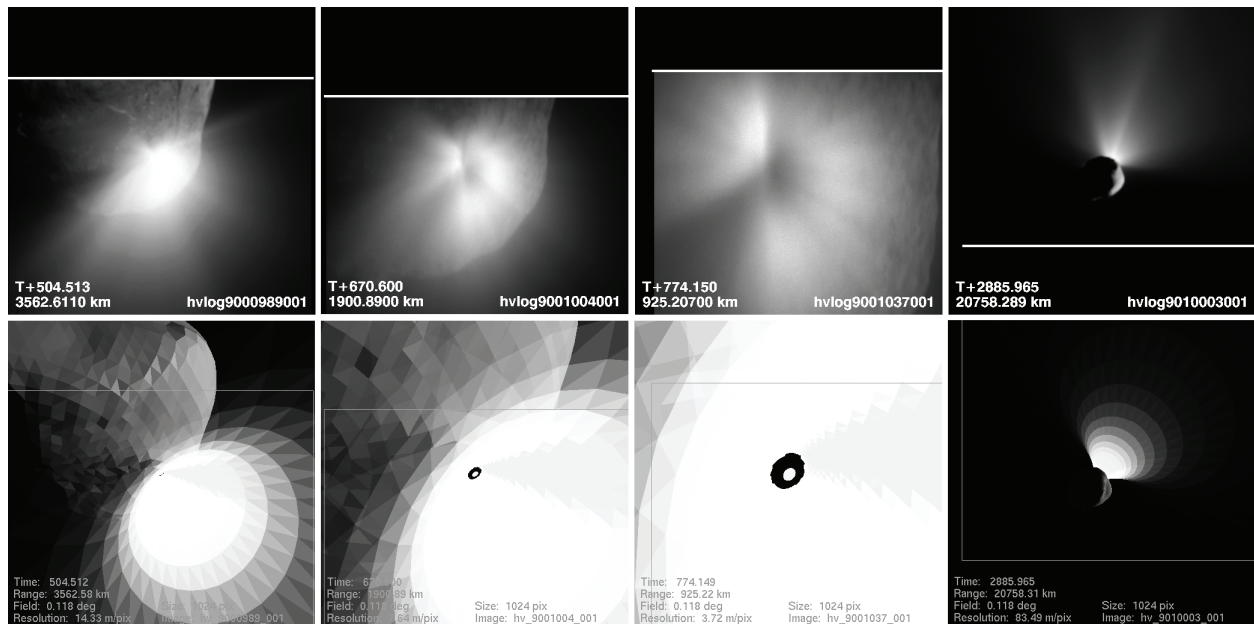 T+504.513
3562.6110 km hvlog9000989001
T+670.600
1900.8900 km hvlog9001004001
T+774.150
925.20700 km hvlog9001037001
T+2885.965
20758.289 km hvlog9010003001
Time: 504.512
Range: 3562.58 km
Field: 0.118 deg Size: 1024 pix
Resolution: 14.33 m/pix
Time:
Range:
Field:
Size: 1024 pix
Resolution: Image: hv_9001004_001
Time: 774.149
Range: 925.22 km
Field: 0.118 deg Size: 1024 pix
Resolution: 3.72 m/pix Image: hv_9001037_001
Time: 2885.965
Range: 20758.31 km
Field: 0.118 deg Size: 1024 pix
Resolution: 83.49 m/pix Image: hv_9010003_001